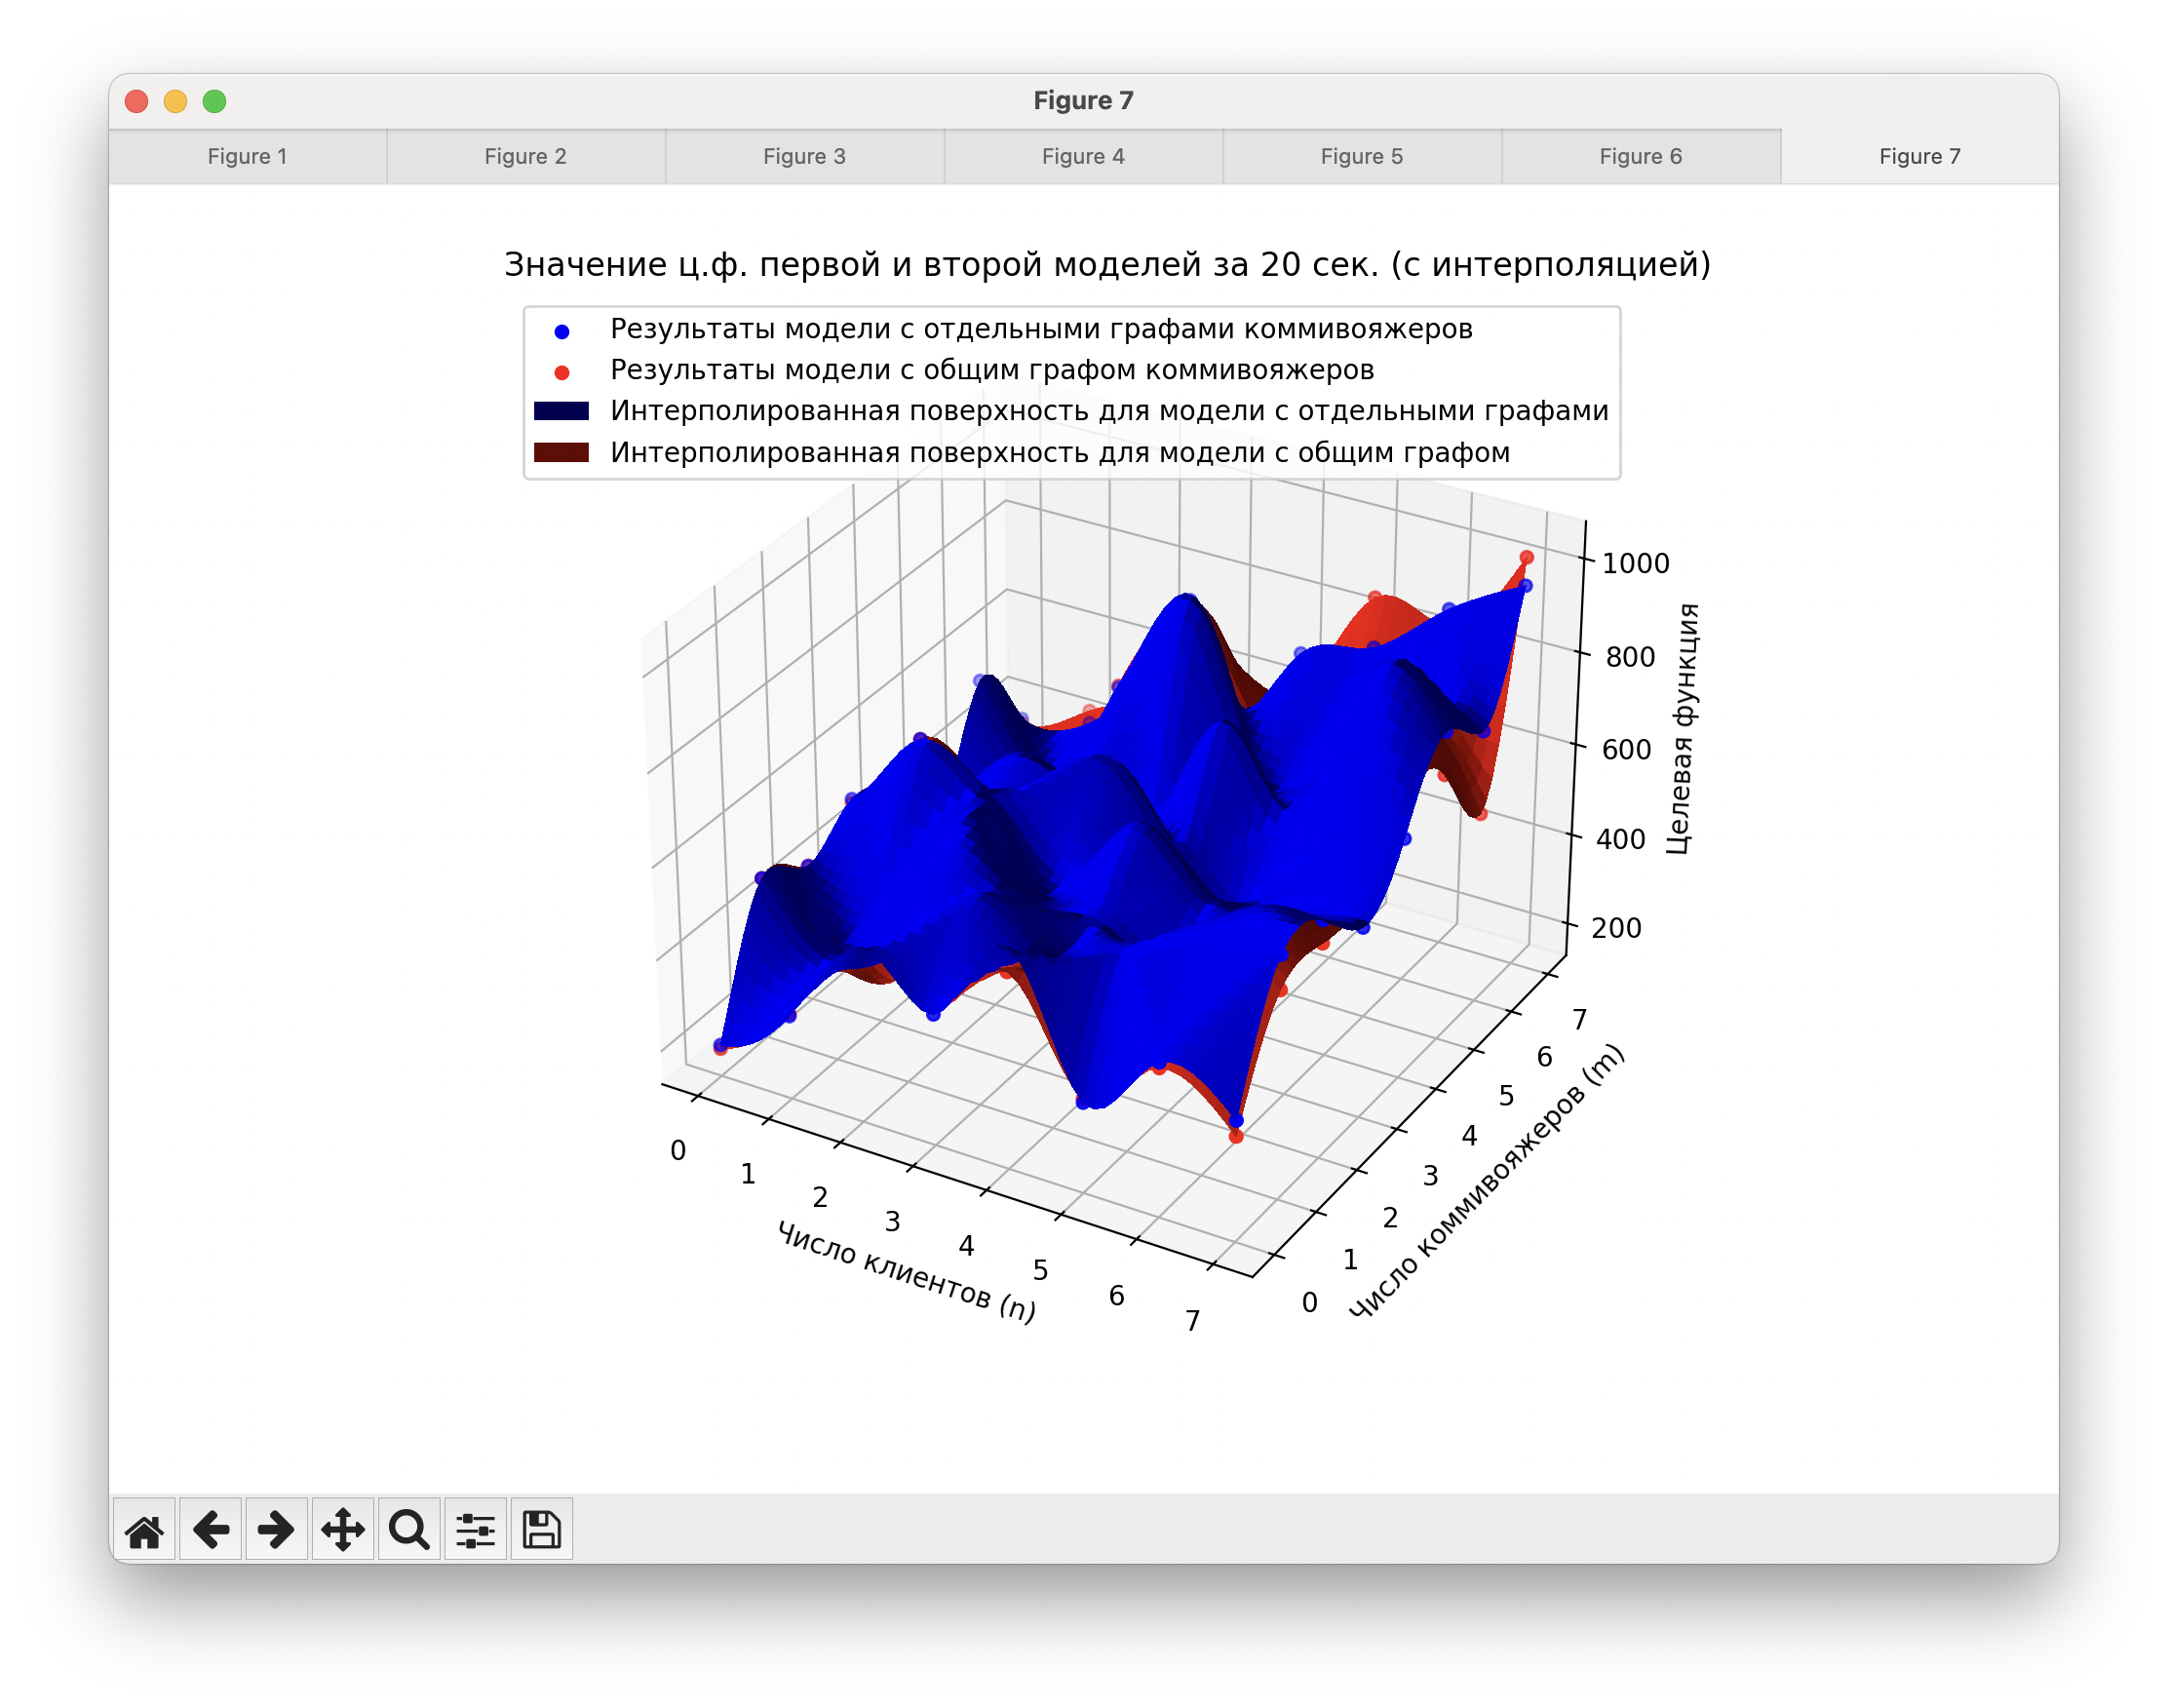 Figure 7
Figure 1
Figure 2
Figure 3
Figure 4
Figure 5
Figure 6
Figure 7
Значение ц.ф. первой и второй моделей за 20 сек. (с интерполяцией)
Результаты модели с отдельными графами коммивояжеров
Результаты модели с общим графом коммивояжеров
Интерполированная поверхность для модели с отдельными графами
Интерполированная поверхность для модели с общим графом
1000
800
600
400
200
Целевая функция
0
1
2
3
4
5
6
7
Число клиентов (n)
0
1
2
3
4
5
6
7
Число коммивояжеров (m)